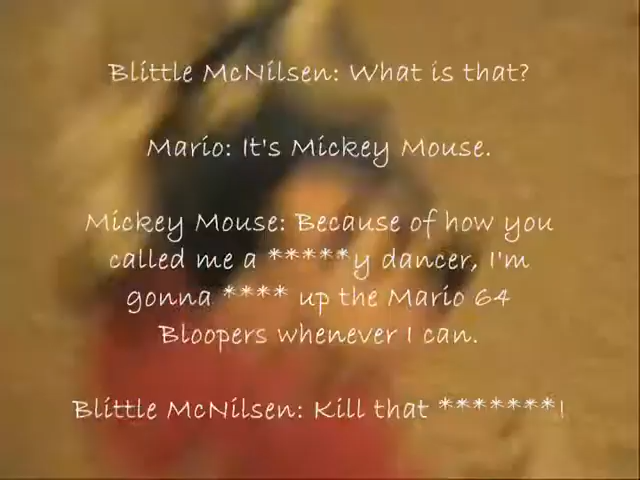 Blittle McNilsen: What is that?
Mario: It's Mickey Mouse.
Mickey Mouse: Because of how you
called me a *****y dancer, I'm
gonna **** up the Mario 64
Bloopers whenever I can.
Blittle McNilsen: Kill that *******!